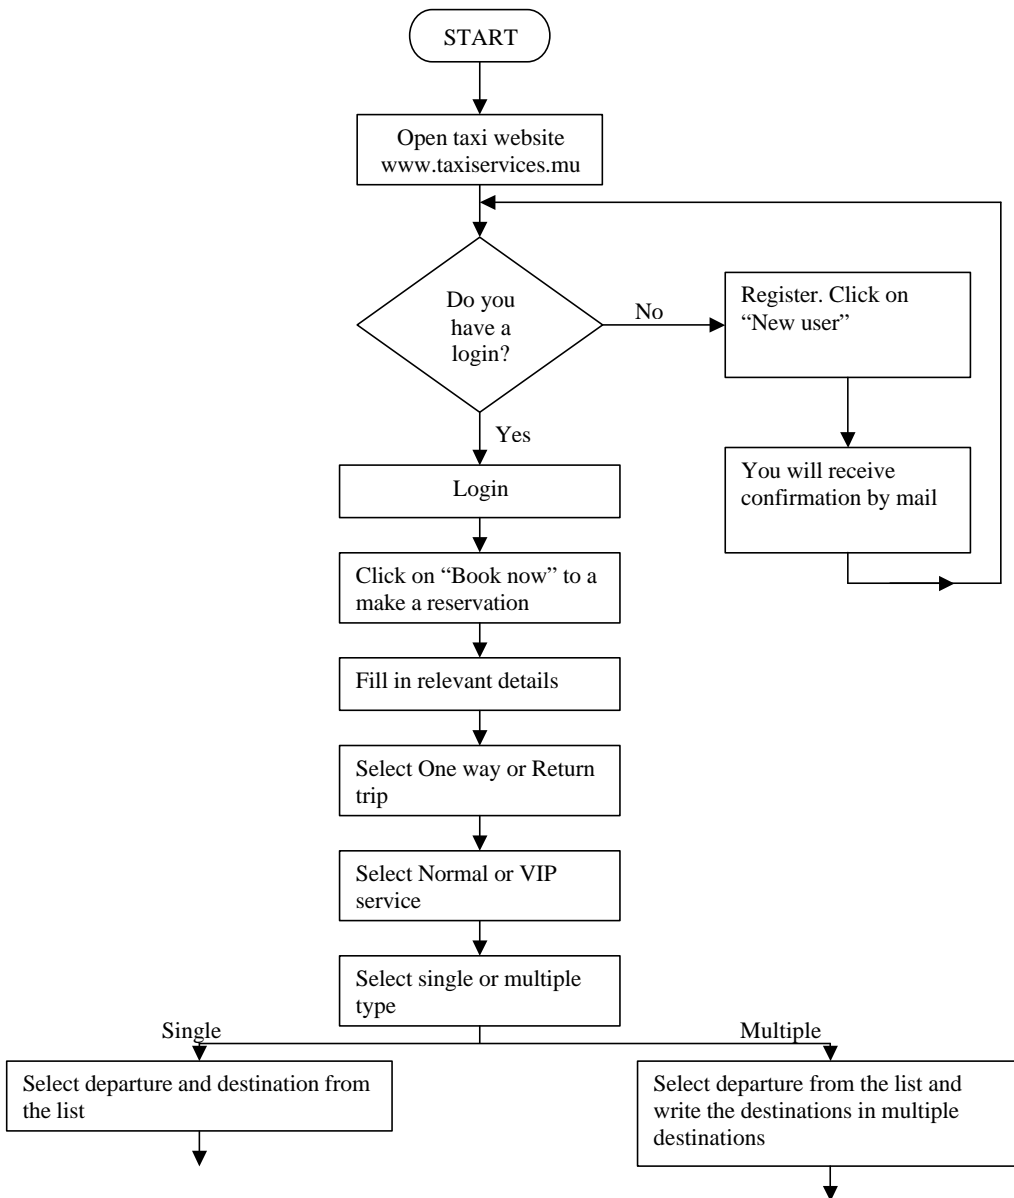 START
Open taxi website
www.taxiservices.mu
Do you
have a
login?
No
Register. Click on
“New user”
Yes
You will receive
confirmation by mail
Login
Click on “Book now” to a
make a reservation
Fill in relevant details
Select One way or Return
trip
Select Normal or VIP
service
Select single or multiple
type
Single
Multiple
Select departure and destination from
the list
Select departure from the list and
write the destinations in multiple
destinations